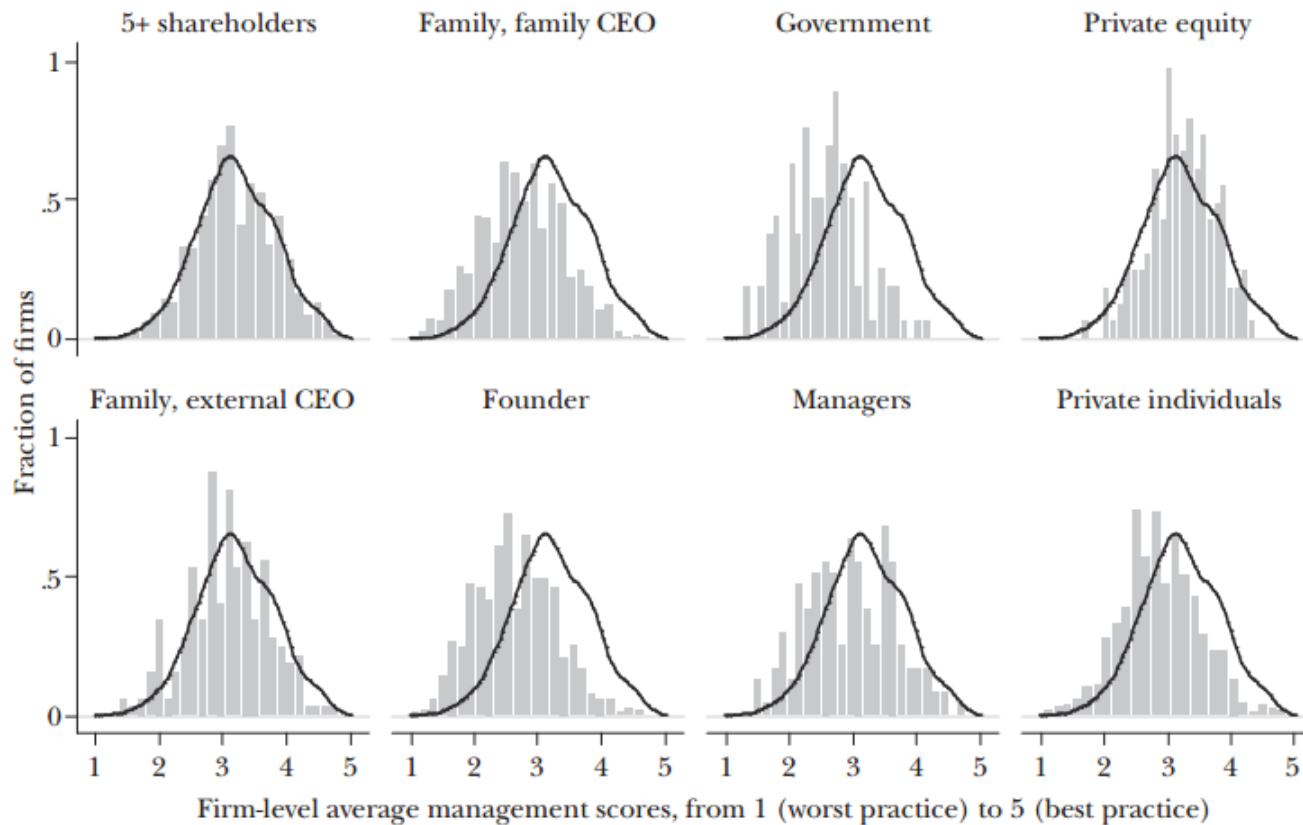 5+ shareholders
Family, family CEO
Government
Private equity
1
.5
0
Fraction of firms
Family, external CEO
Founder
Managers
Private individuals
1
.5
0
1 2 3 4 5
1 2 3 4 5
1 2 3 4 5
1 2 3 4 5
Firm-level average management scores, from 1 (worst practice) to 5 (best practice)